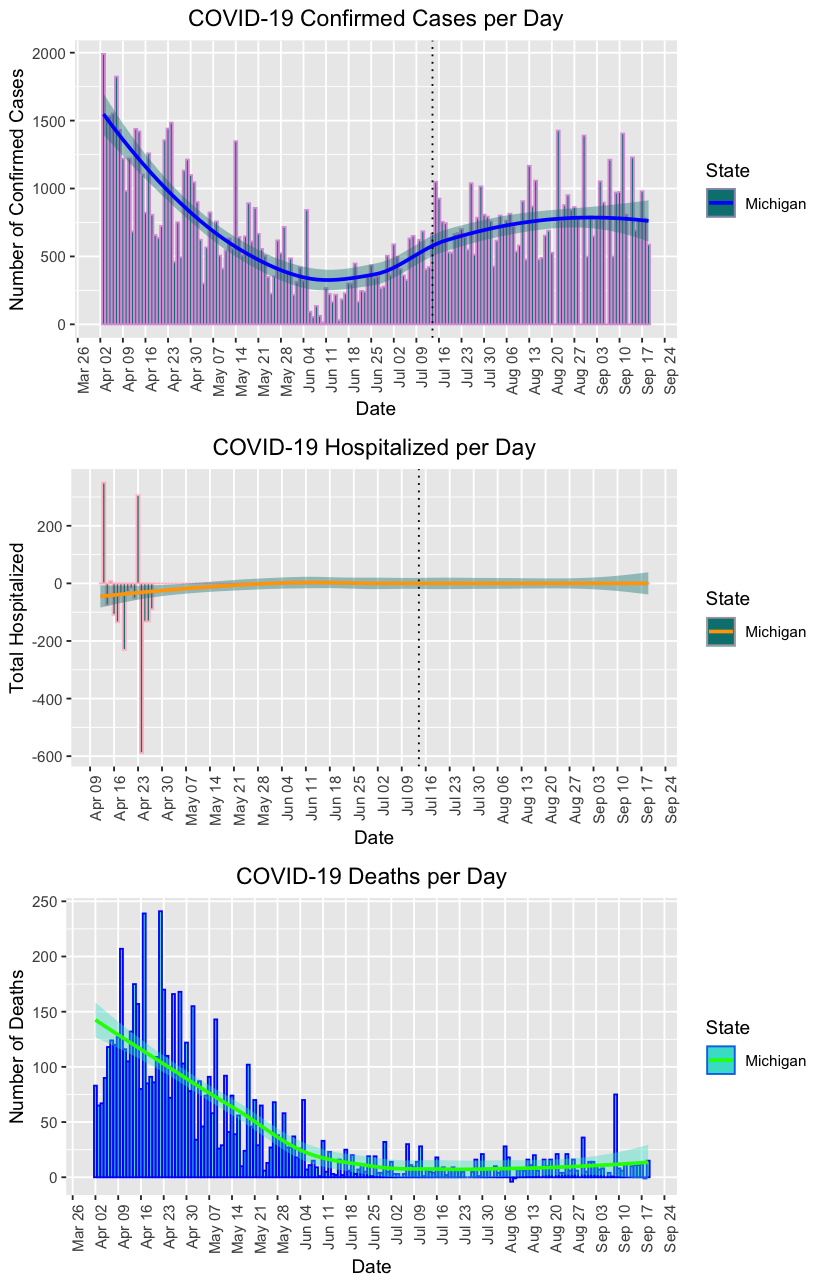 COVID-19 Confirmed Cases per Day
Number of Confirmed Cases
2000
1500
1000
500
0
Mar 26
Apr 02
Apr 09
Apr 16
Apr 23
Apr 30
May 07
May 14
May 21
May 28
Jun 04
Jun 11
Jun 18
Jun 25
Jul 02
Jul 09
Jul 16
Jul 23
Jul 30
Aug 06
Aug 13
Aug 20
Aug 27
Sep 03
Sep 10
Sep 17
Sep 24
Date
State
Michigan
COVID-19 Hospitalized per Day
Total Hospitalized
200
0
-200
-400
-600
Apr 09
Apr 16
Apr 23
Apr 30
May 07
May 14
May 21
May 28
Jun 04
Jun 11
Jun 18
Jun 25
Jul 02
Jul 09
Jul 16
Jul 23
Jul 30
Aug 06
Aug 13
Aug 20
Aug 27
Sep 03
Sep 10
Sep 17
Sep 24
Date
State
Michigan
COVID-19 Deaths per Day
Number of Deaths
250
200
150
100
50
0
Mar 26
Apr 02
Apr 09
Apr 16
Apr 23
Apr 30
May 07
May 14
May 21
May 28
Jun 04
Jun 11
Jun 18
Jun 25
Jul 02
Jul 09
Jul 16
Jul 23
Jul 30
Aug 06
Aug 13
Aug 20
Aug 27
Sep 03
Sep 10
Sep 17
Sep 24
Date
State
Michigan